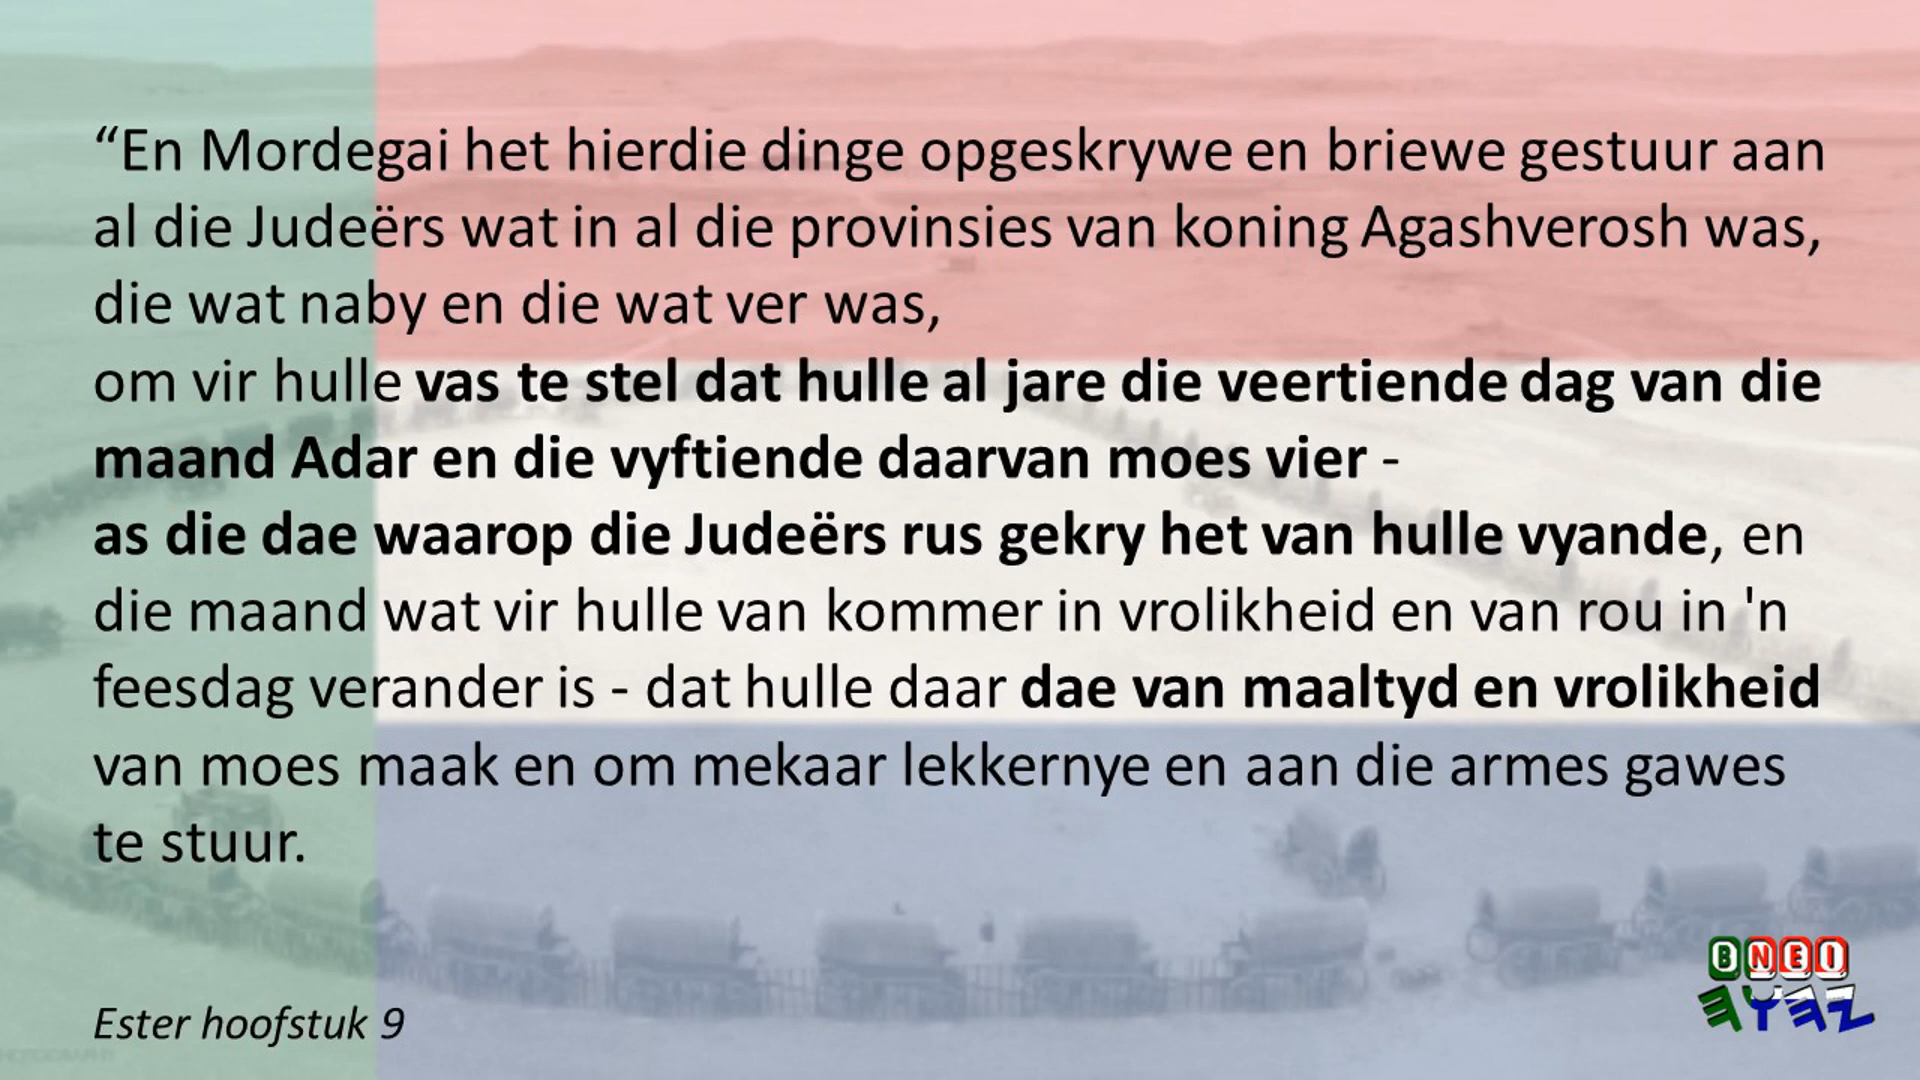 “En Mordegai het hierdie dinge opgeskrywe en briewe gestuur aan
al die Judeërs wat in al die provinsies van koning Agashverosh was,
die wat naby en die wat ver was,
om vir hulle vas te stel dat hulle al jare die veertiende dag van die
maand Adar en die vyftiende daarvan moes vier -
as die dae waarop die Judeërs rus gekry het van hulle vyande, en
die maand wat vir hulle van kommer in vrolikheid en van rou in 'n
feesdag verander is - dat hulle daar dae van maaltyd en vrolikheid
van moes maak en om mekaar lekkernye en aan die armes gawes
te stuur.
Ester hoofstuk 9
BNEI